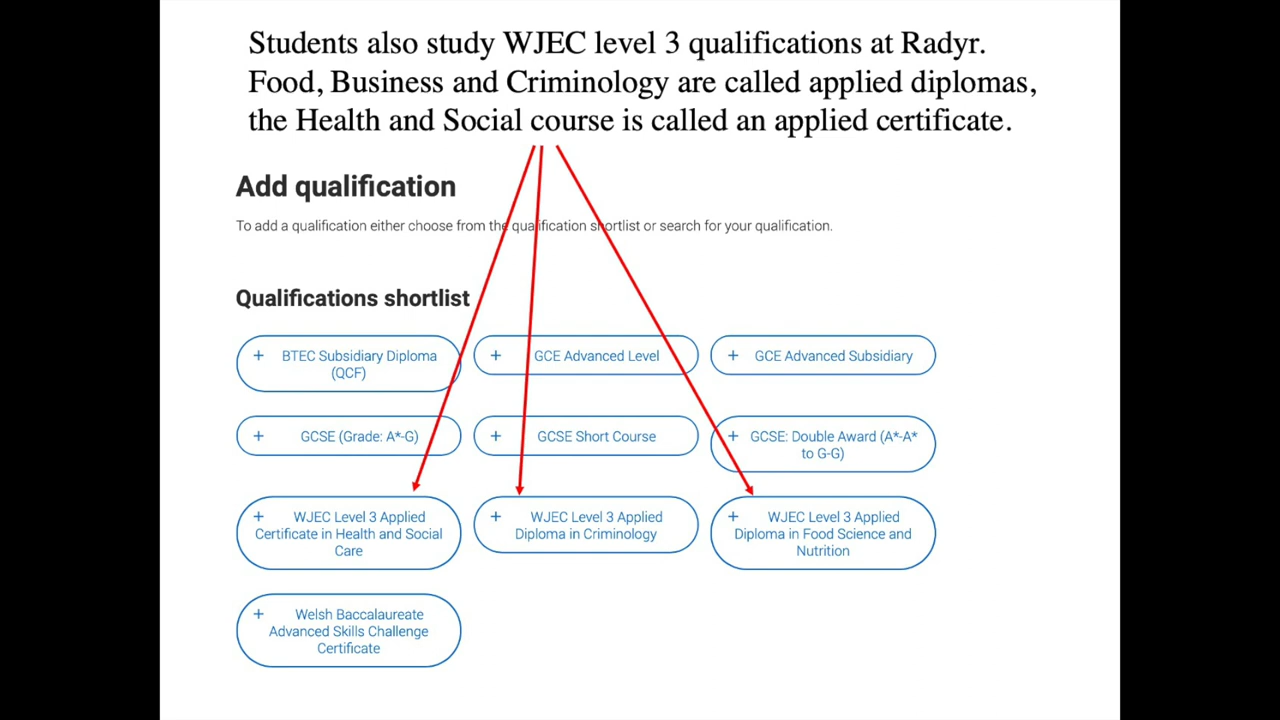 Students also study WJEC level 3 qualifications at Radyr.
Food, Business and Criminology are called applied diplomas,
the Health and Social course is called an applied certificate.
Add qualification
To add a qualification either choose from the qualification shortlist or search for your qualification.
Qualifications shortlist
+ BTEC Subsidiary Diploma
(QCF)
+ GCE Advanced Level
+ GCE Advanced Subsidiary
+ GCSE (Grade: A*-G)
+ GCSE Short Course
+ GCSE: Double Award (A*-A*
to G-G)
+ WJEC Level 3 Applied
Certificate in Health and Social
Care
+ WJEC Level 3 Applied
Diploma in Criminology
+ WJEC Level 3 Applied
Diploma in Food Science and
Nutrition
+ Welsh Baccalaureate
Advanced Skills Challenge
Certificate